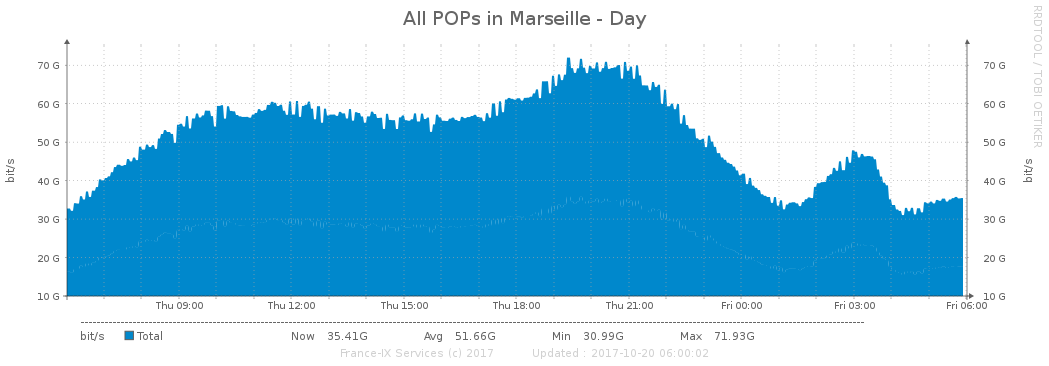 All POPs in Marseille - Day
RRDTOOL / TOBI OETIKER
bit/s
70 G 70 G
60 G 60 G
50 G 50 G
40 G 40 G
30 G 30 G
20 G 20 G
10 G 10 G
bit/s
Thu 09:00 Thu 12:00 Thu 15:00 Thu 18:00 Thu 21:00 Fri 00:00 Fri 03:00 Fri 06:00
bit/s Total Now 35.41G Avg 51.66G Min 30.99G Max 71.93G
France-IX Services (c) 2017 Updated : 2017-10-20 06:00:02